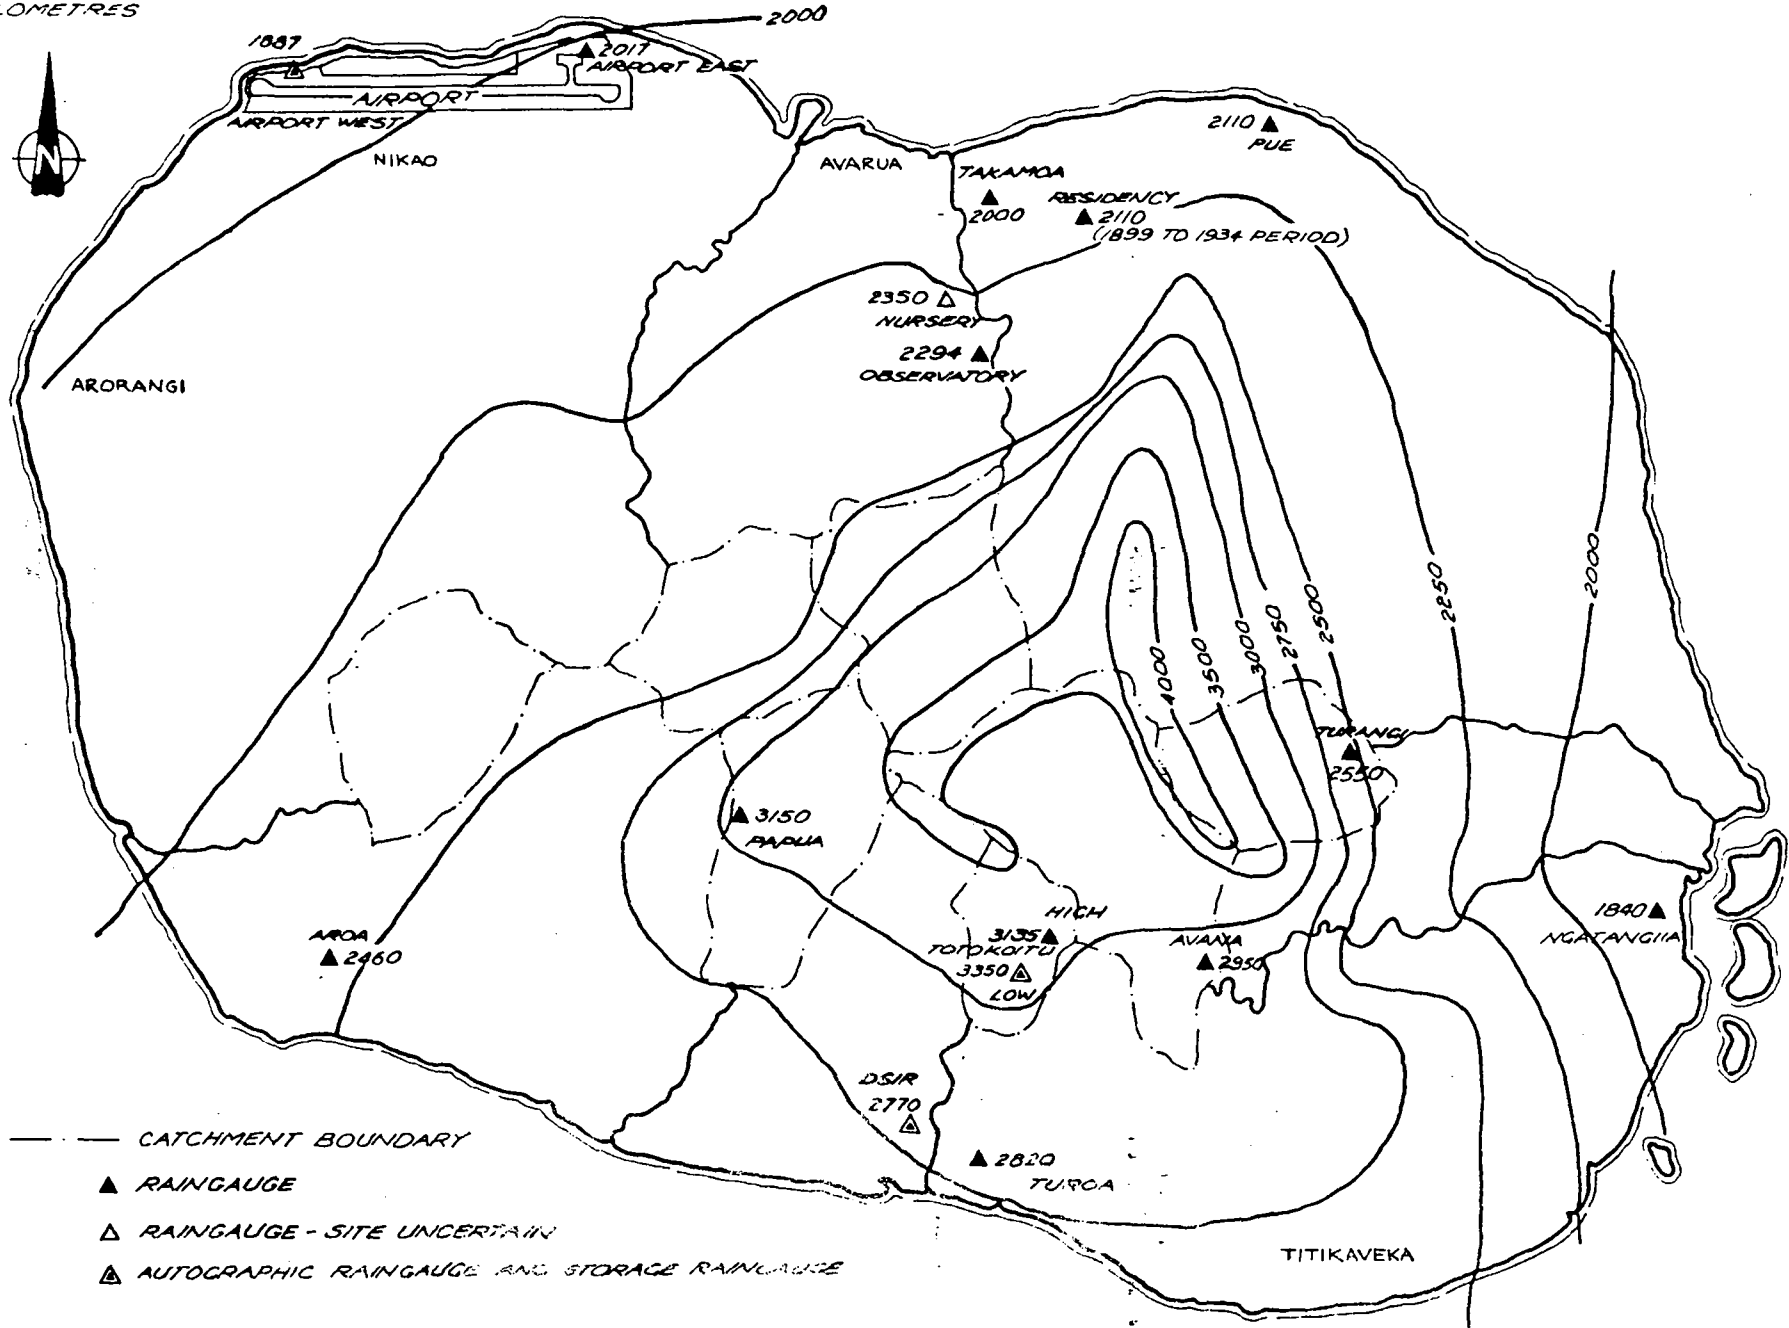 2000
1887
2017
AIRPORT EAST
AIRPORT
AIRPORT WEST
NIKAO
AVARUA
2110
PUE
TAKAMOA
2000
RESIDENCY
2110
(1899 TO 1934 PERIOD)
N
2350
NURSERY
2294
OBSERVATORY
ARORANGI
4000
3500
3000
2750
2500
2250
2000
TURANGI
2550
3150
PAPUA
AROA
2460
HIGH
3135
TOTOKOITU
3350
LOW
AVANA
2950
1840
NGATANGIIA
DSIR
2770
2820
TUROA
TITIKAVEKA
CATCHMENT BOUNDARY
RAINGAUGE
RAINGAUGE - SITE UNCERTAIN
AUTOGRAPHIC RAINGAUGE AND STORAGE RAINGAUGE